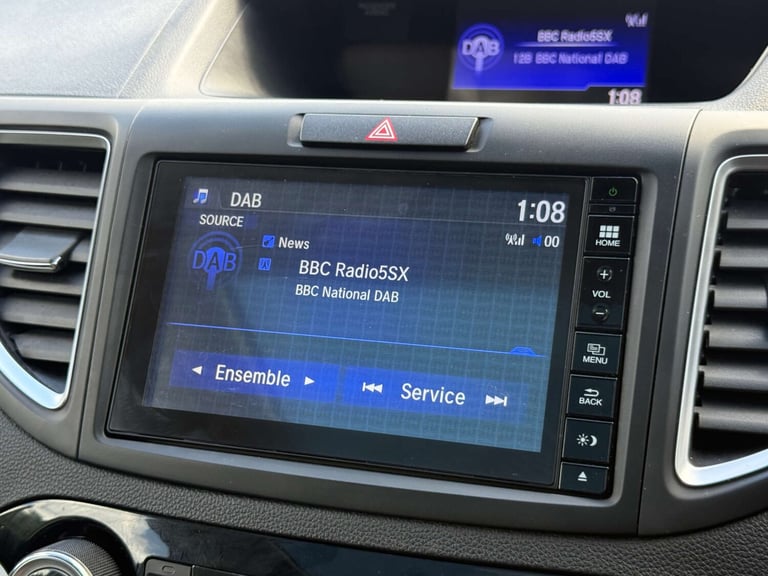 DAB
BBC Radio5SX
12B BBC National DAB
1:08
DAB
1:08
SOURCE
00
News
DAB
BBC Radio5SX
BBC National DAB
Ensemble
Service
HOME
VOL
MENU
BACK